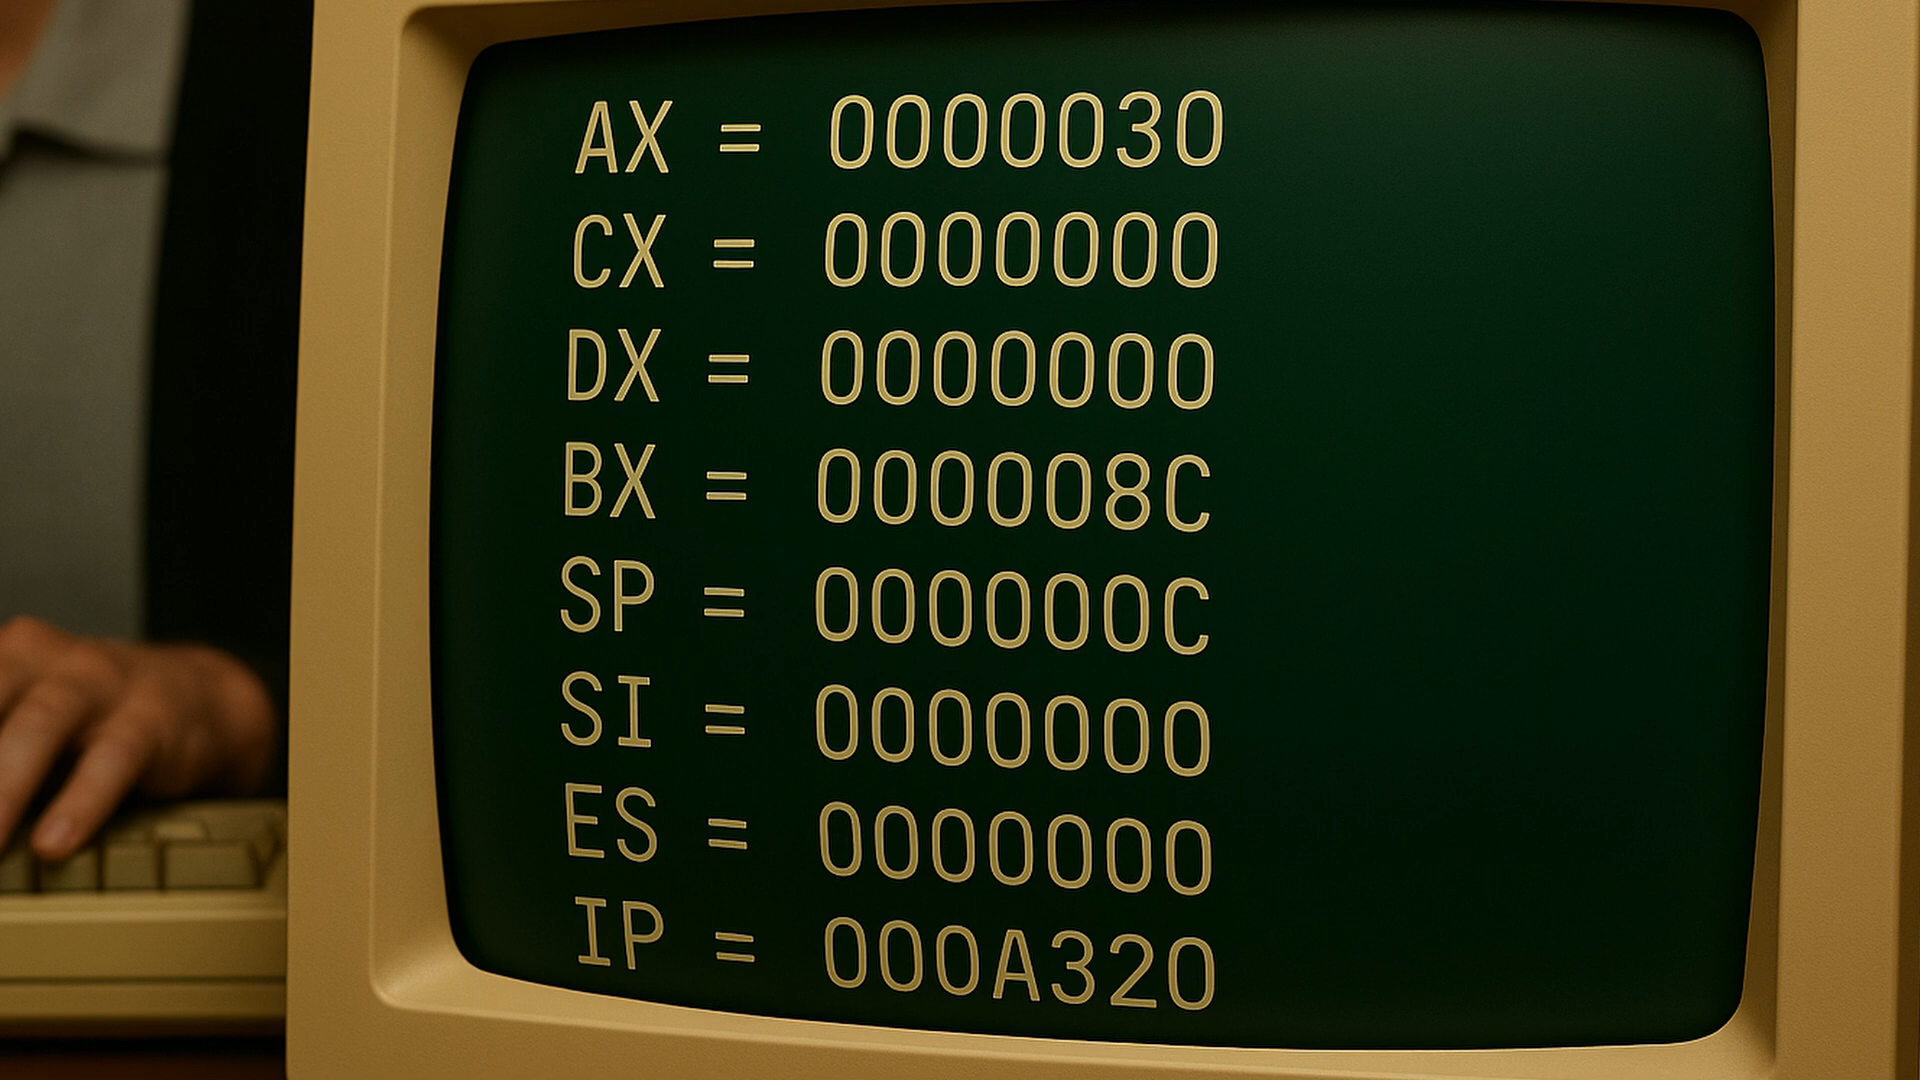 AX = 0000030
CX = 0000000
DX = 0000000
BX = 000008C
SP = 000000C
SI = 0000000
ES = 0000000
IP = 000A320